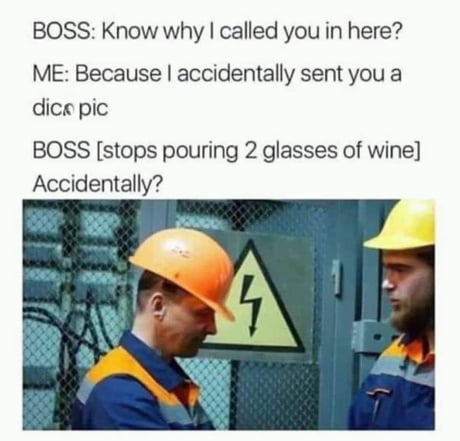 BOSS: Know why I called you in here?
ME: Because I accidentally sent you a
dick pic
BOSS [stops pouring 2 glasses of wine]
Accidentally?